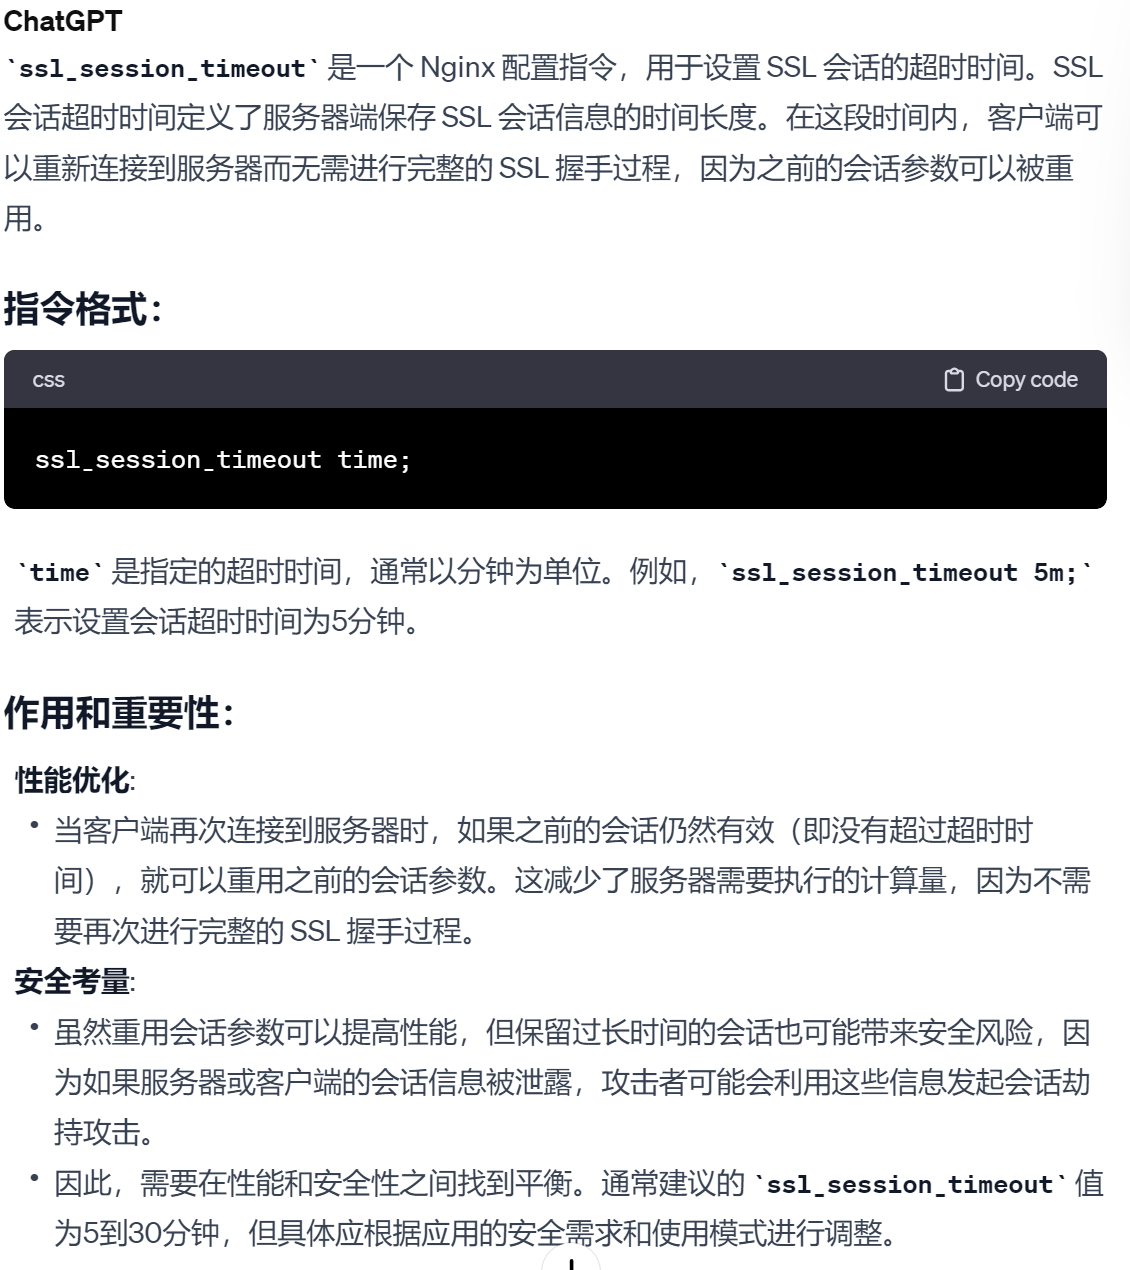 ChatGPT
`ssl_session_timeout` 是一个 Nginx 配置指令，用于设置 SSL 会话的超时时间。SSL
会话超时时间定义了服务器端保存 SSL 会话信息的时间长度。在这段时间内，客户端可
以重新连接到服务器而无需进行完整的 SSL 握手过程，因为之前的会话参数可以被重
用。
指令格式：
css
Copy code
ssl_session_timeout time;
`time` 是指定的超时时间，通常以分钟为单位。例如，`ssl_session_timeout 5m;`
表示设置会话超时时间为5分钟。
作用和重要性：
性能优化:
• 当客户端再次连接到服务器时，如果之前的会话仍然有效（即没有超过超时时
间），就可以重用之前的会话参数。这减少了服务器需要执行的计算量，因为不需
要再次进行完整的 SSL 握手过程。
安全考量:
• 虽然重用会话参数可以提高性能，但保留过长时间的会话也可能带来安全风险，因
为如果服务器或客户端的会话信息被泄露，攻击者可能会利用这些信息发起会话劫
持攻击。
• 因此，需要在性能和安全性之间找到平衡。通常建议的 `ssl_session_timeout` 值
为5到30分钟，但具体应根据应用的安全需求和使用模式进行调整。